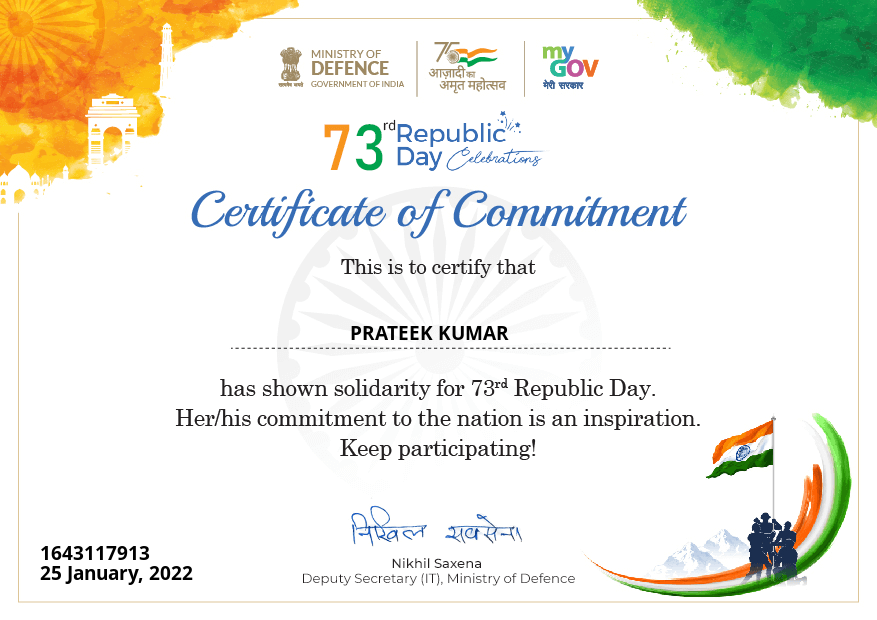 MINISTRY OF
DEFENCE
GOVERNMENT OF INDIA
सत्यमेव जयते
75
आज़ादी का
अमृत महोत्सव
my
GOV
मेरी सरकार
73rd Republic
Day Celebrations
Certificate of Commitment
This is to certify that
PRATEEK KUMAR
has shown solidarity for 73rd Republic Day.
Her/his commitment to the nation is an inspiration.
Keep participating!
निखिल सक्सेना
Nikhil Saxena
Deputy Secretary (IT), Ministry of Defence
1643117913
25 January, 2022